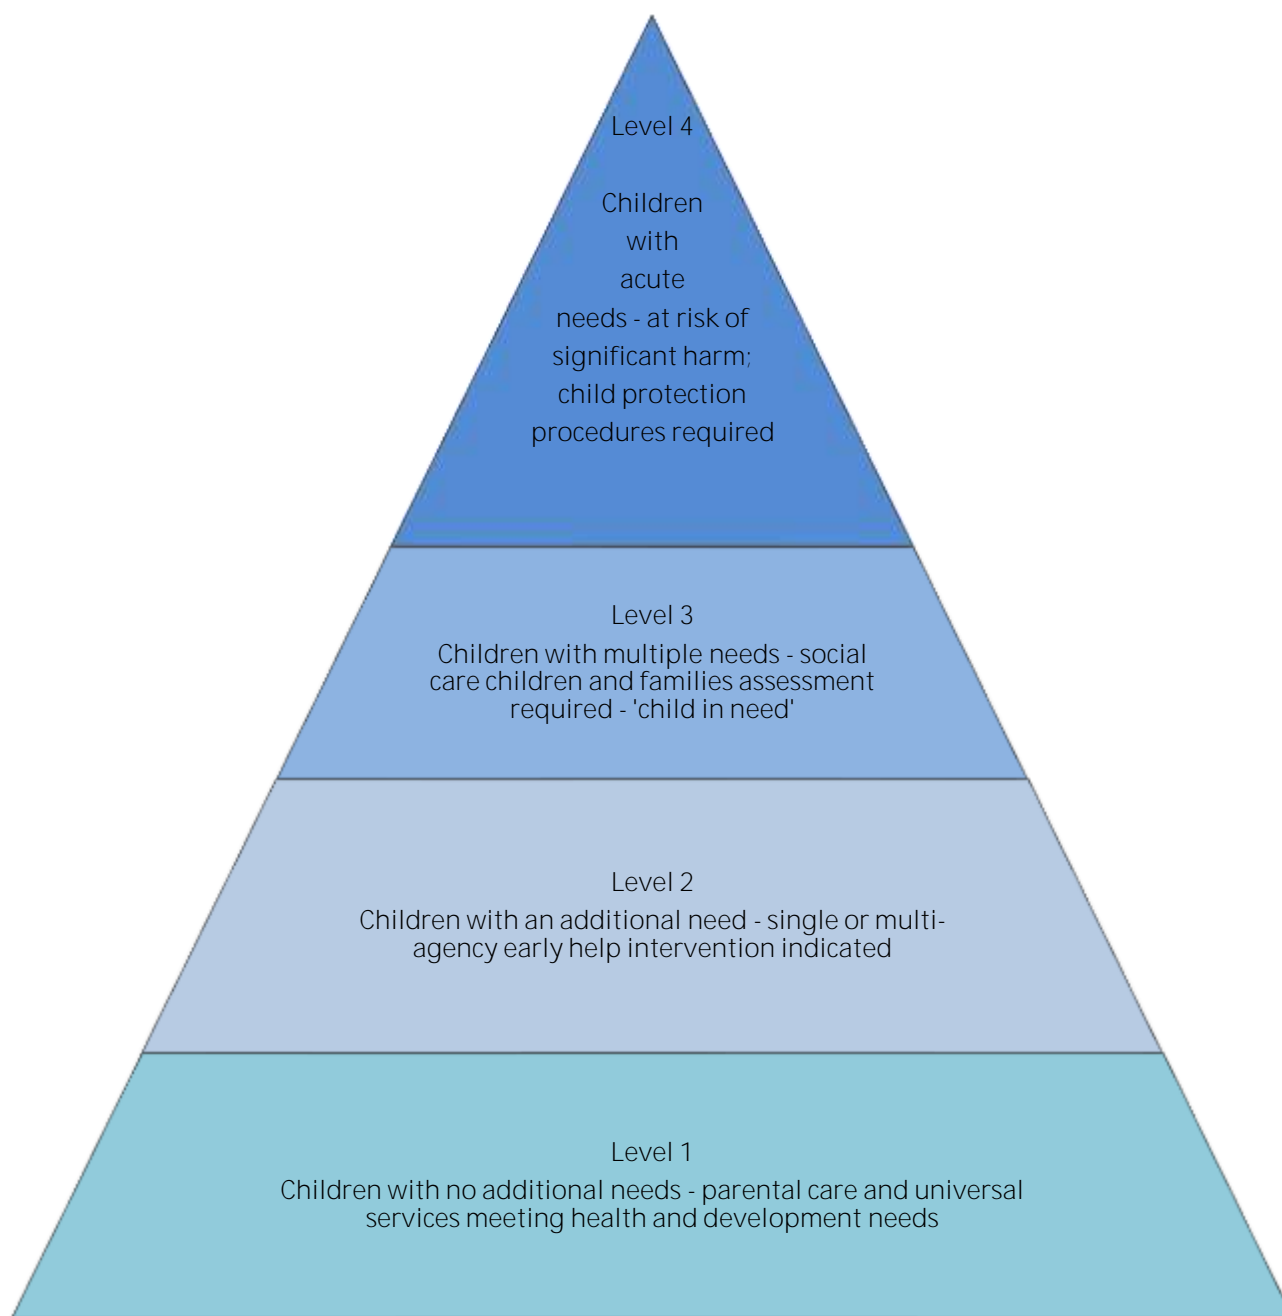 Level 4
Children
with
acute
needs - at risk of
significant harm;
child protection
procedures required
Level 3
Children with multiple needs - social
care children and families assessment
required - 'child in need'
Level 2
Children with an additional need - single or multi-
agency early help intervention indicated
Level 1
Children with no additional needs - parental care and universal
services meeting health and development needs